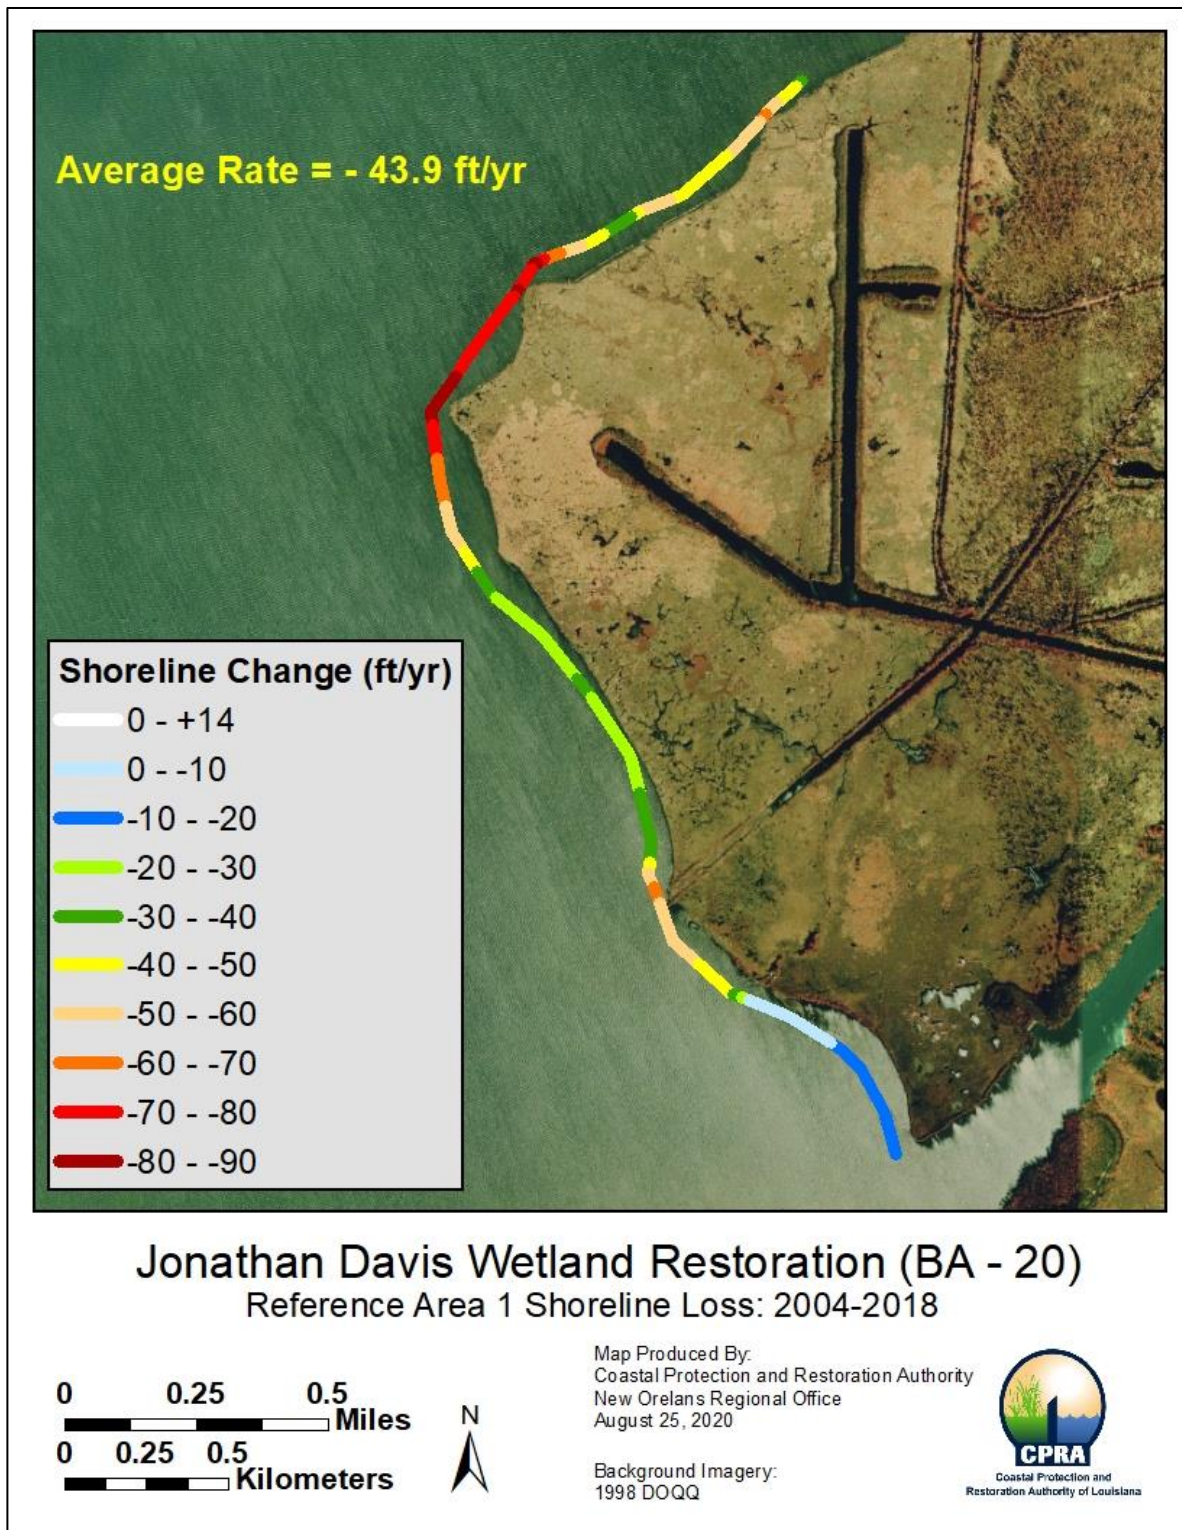 Average Rate = - 43.9 ft/yr
Shoreline Change (ft/yr)
0 - +14
0 - -10
-10 - -20
-20 - -30
-30 - -40
-40 - -50
-50 - -60
-60 - -70
-70 - -80
-80 - -90
Jonathan Davis Wetland Restoration (BA - 20)
Reference Area 1 Shoreline Loss: 2004-2018
0 0.25 0.5
Miles
0 0.25 0.5
Kilometers
N
Map Produced By:
Coastal Protection and Restoration Authority
New Orelans Regional Office
August 25, 2020
Background Imagery:
1998 DOQQ
CPRA
Coastal Protection and
Restoration Authority of Louisiana